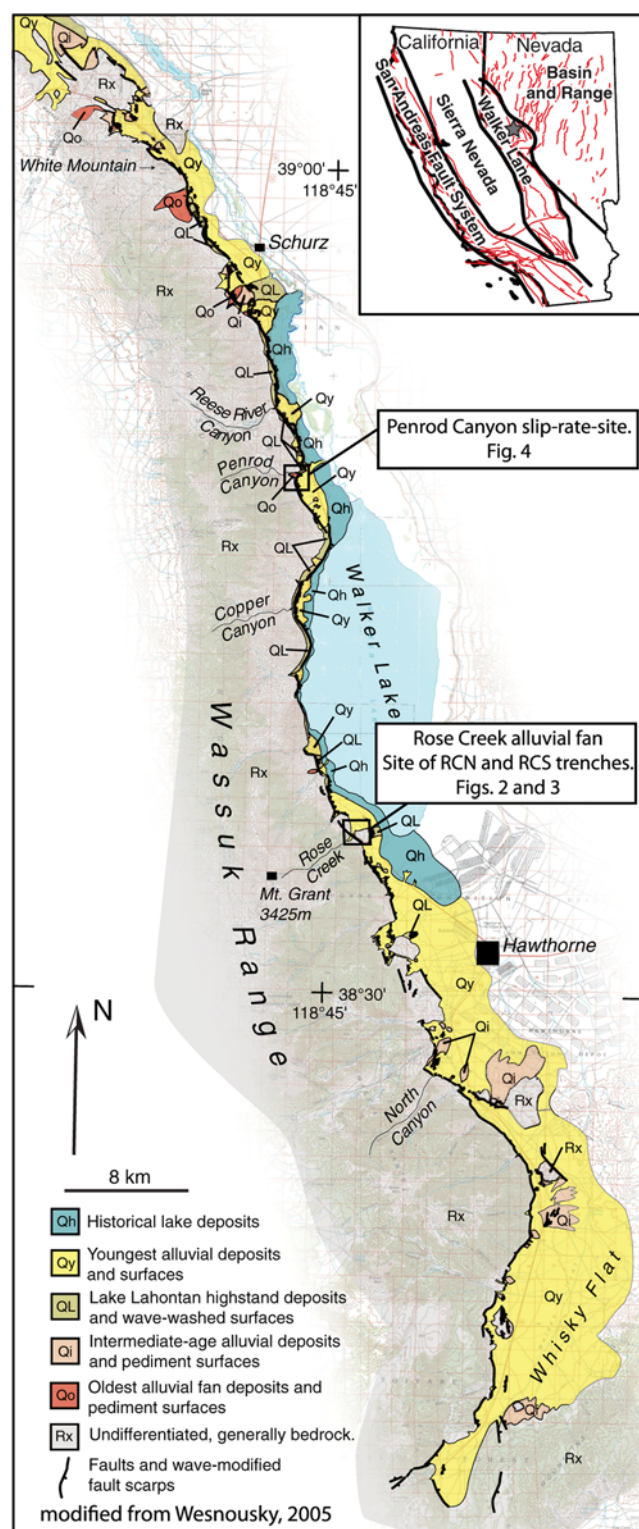 Qy
Qi
Rx
Rx
Qo
White Mountain
Qy
39°00'
118°45'
Qo
QL
Schurz
Rx
Qy
QL
Qo
Qy
Qi
Qh
QL
Reese River
Canyon
Qy
QL
Qh
Penrod
Canyon
Qy
Qo
Qh
Rx
QL
Copper
Canyon
Qh
Qy
QL
Walker Lake
Qy
QL
Qh
Rx
Rose
Creek
QL
Qh
Mt. Grant
3425m
QL
Hawthorne
Wassuk Range
Qy
38°30'
118°45'
N
Qi
Qi
Rx
North
Canyon
Rx
Rx
Qi
Qy
Whisky Flat
Qi
Rx
California
Nevada
Basin
and Range
San Andreas Fault System
Sierra Nevada
Walker Lane
Penrod Canyon slip-rate-site.
Fig. 4
Rose Creek alluvial fan
Site of RCN and RCS trenches.
Figs. 2 and 3
8 km
Qh Historical lake deposits
Qy Youngest alluvial deposits
and surfaces
QL Lake Lahontan highstand deposits
and wave-washed surfaces
Qi Intermediate-age alluvial deposits
and pediment surfaces
Qo Oldest alluvial fan deposits and
pediment surfaces
Rx Undifferentiated, generally bedrock.
Faults and wave-modified
fault scarps
modified from Wesnousky, 2005